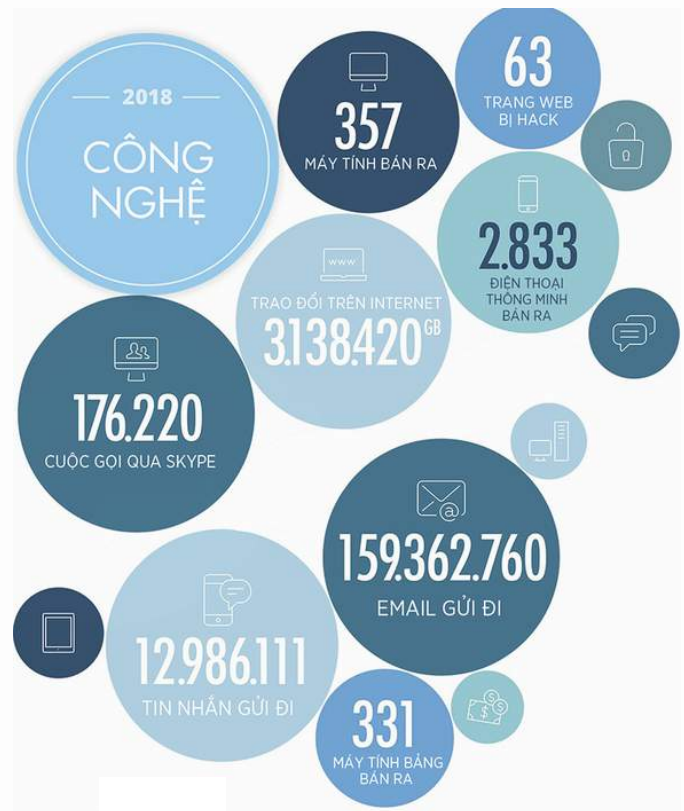 2018
CÔNG
NGHỆ
357
MÁY TÍNH BÁN RA
63
TRANG WEB
BỊ HACK
2.833
ĐIỆN THOẠI
THÔNG MINH
BÁN RA
www
TRAO ĐỔI TRÊN INTERNET
3.138.420 GB
176.220
CUỘC GỌI QUA SKYPE
@
159.362.760
EMAIL GỬI ĐI
12.986.111
TIN NHẮN GỬI ĐI
331
MÁY TÍNH BẢNG
BÁN RA
$ $ $